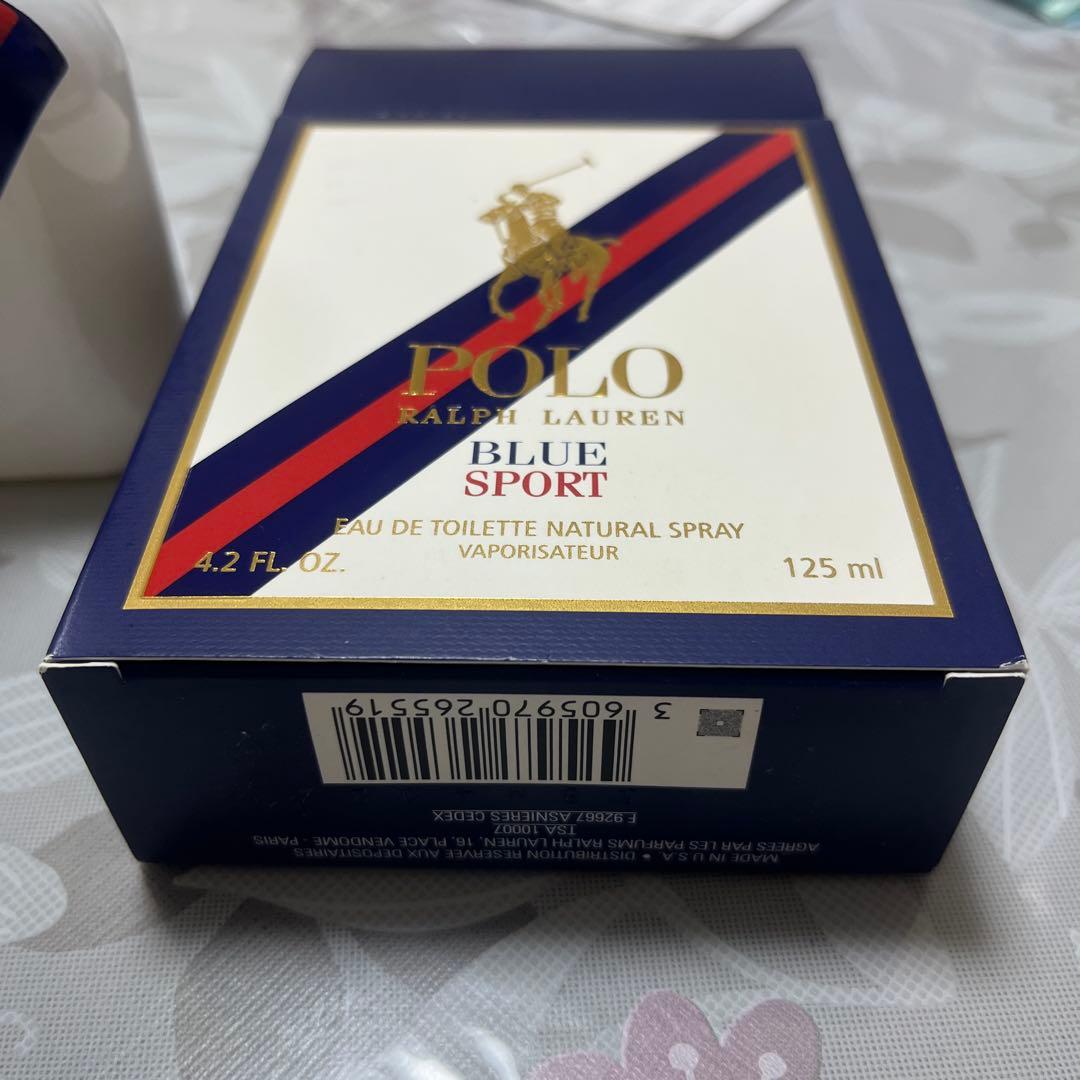 POLO
RALPH LAUREN
BLUE
SPORT
EAU DE TOILETTE NATURAL SPRAY
VAPORISATEUR
4.2 FL. OZ.
125 ml
3 605970 265519
F 92667 ASNIERES CEDEX
TSA 10007
AGREES PAR LES PARFUMS RALPH LAUREN, 16, PLACE VENDOME - PARIS
MADE IN U.S.A • DISTRIBUTION RESERVEE AUX DEPOSITAIRES